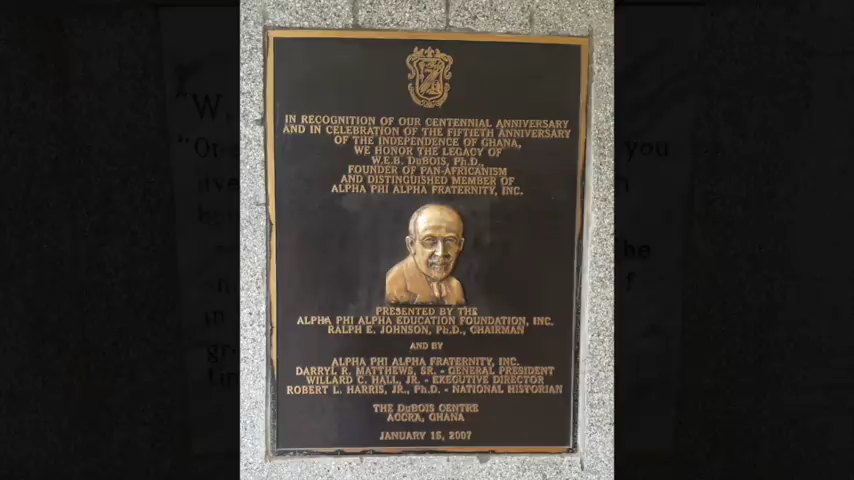 IN RECOGNITION OF OUR CENTENNIAL ANNIVERSARY
AND IN CELEBRATION OF THE FIFTIETH ANNIVERSARY
OF THE INDEPENDENCE OF GHANA,
WE HONOR THE LEGACY OF
W.E.B. DuBOIS, Ph.D.,
FOUNDER OF PAN-AFRICANISM
AND DISTINGUISHED MEMBER OF
ALPHA PHI ALPHA FRATERNITY, INC.
PRESENTED BY THE
ALPHA PHI ALPHA EDUCATION FOUNDATION, INC.
RALPH E. JOHNSON, Ph.D., CHAIRMAN
AND BY
ALPHA PHI ALPHA FRATERNITY, INC.
DARRYL R. MATTHEWS, SR. - GENERAL PRESIDENT
WILLARD C. HALL, JR. - EXECUTIVE DIRECTOR
ROBERT L. HARRIS, JR., Ph.D. - NATIONAL HISTORIAN
THE DuBOIS CENTRE
ACCRA, GHANA
JANUARY 15, 2007
"W.
you